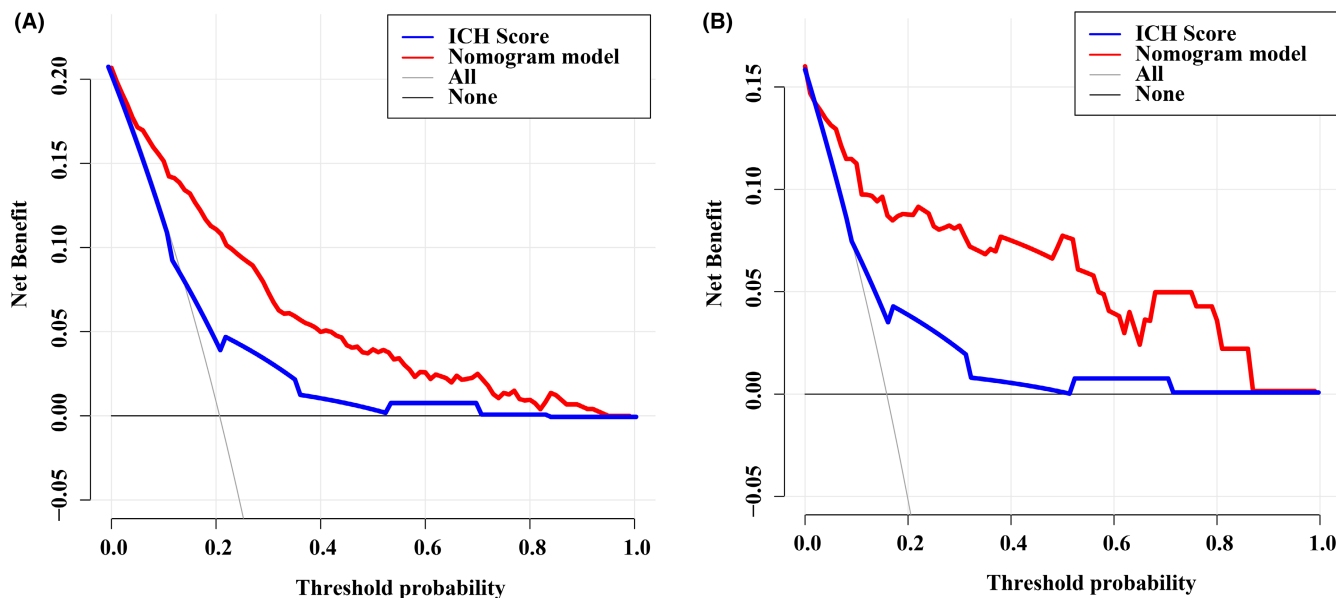 (A)
ICH Score
Nomogram model
All
None
Net Benefit
0.20
0.15
0.10
0.05
0.00
−0.05
0.0 0.2 0.4 0.6 0.8 1.0
Threshold probability
(B)
ICH Score
Nomogram model
All
None
Net Benefit
0.15
0.10
0.05
0.00
−0.05
0.0 0.2 0.4 0.6 0.8 1.0
Threshold probability